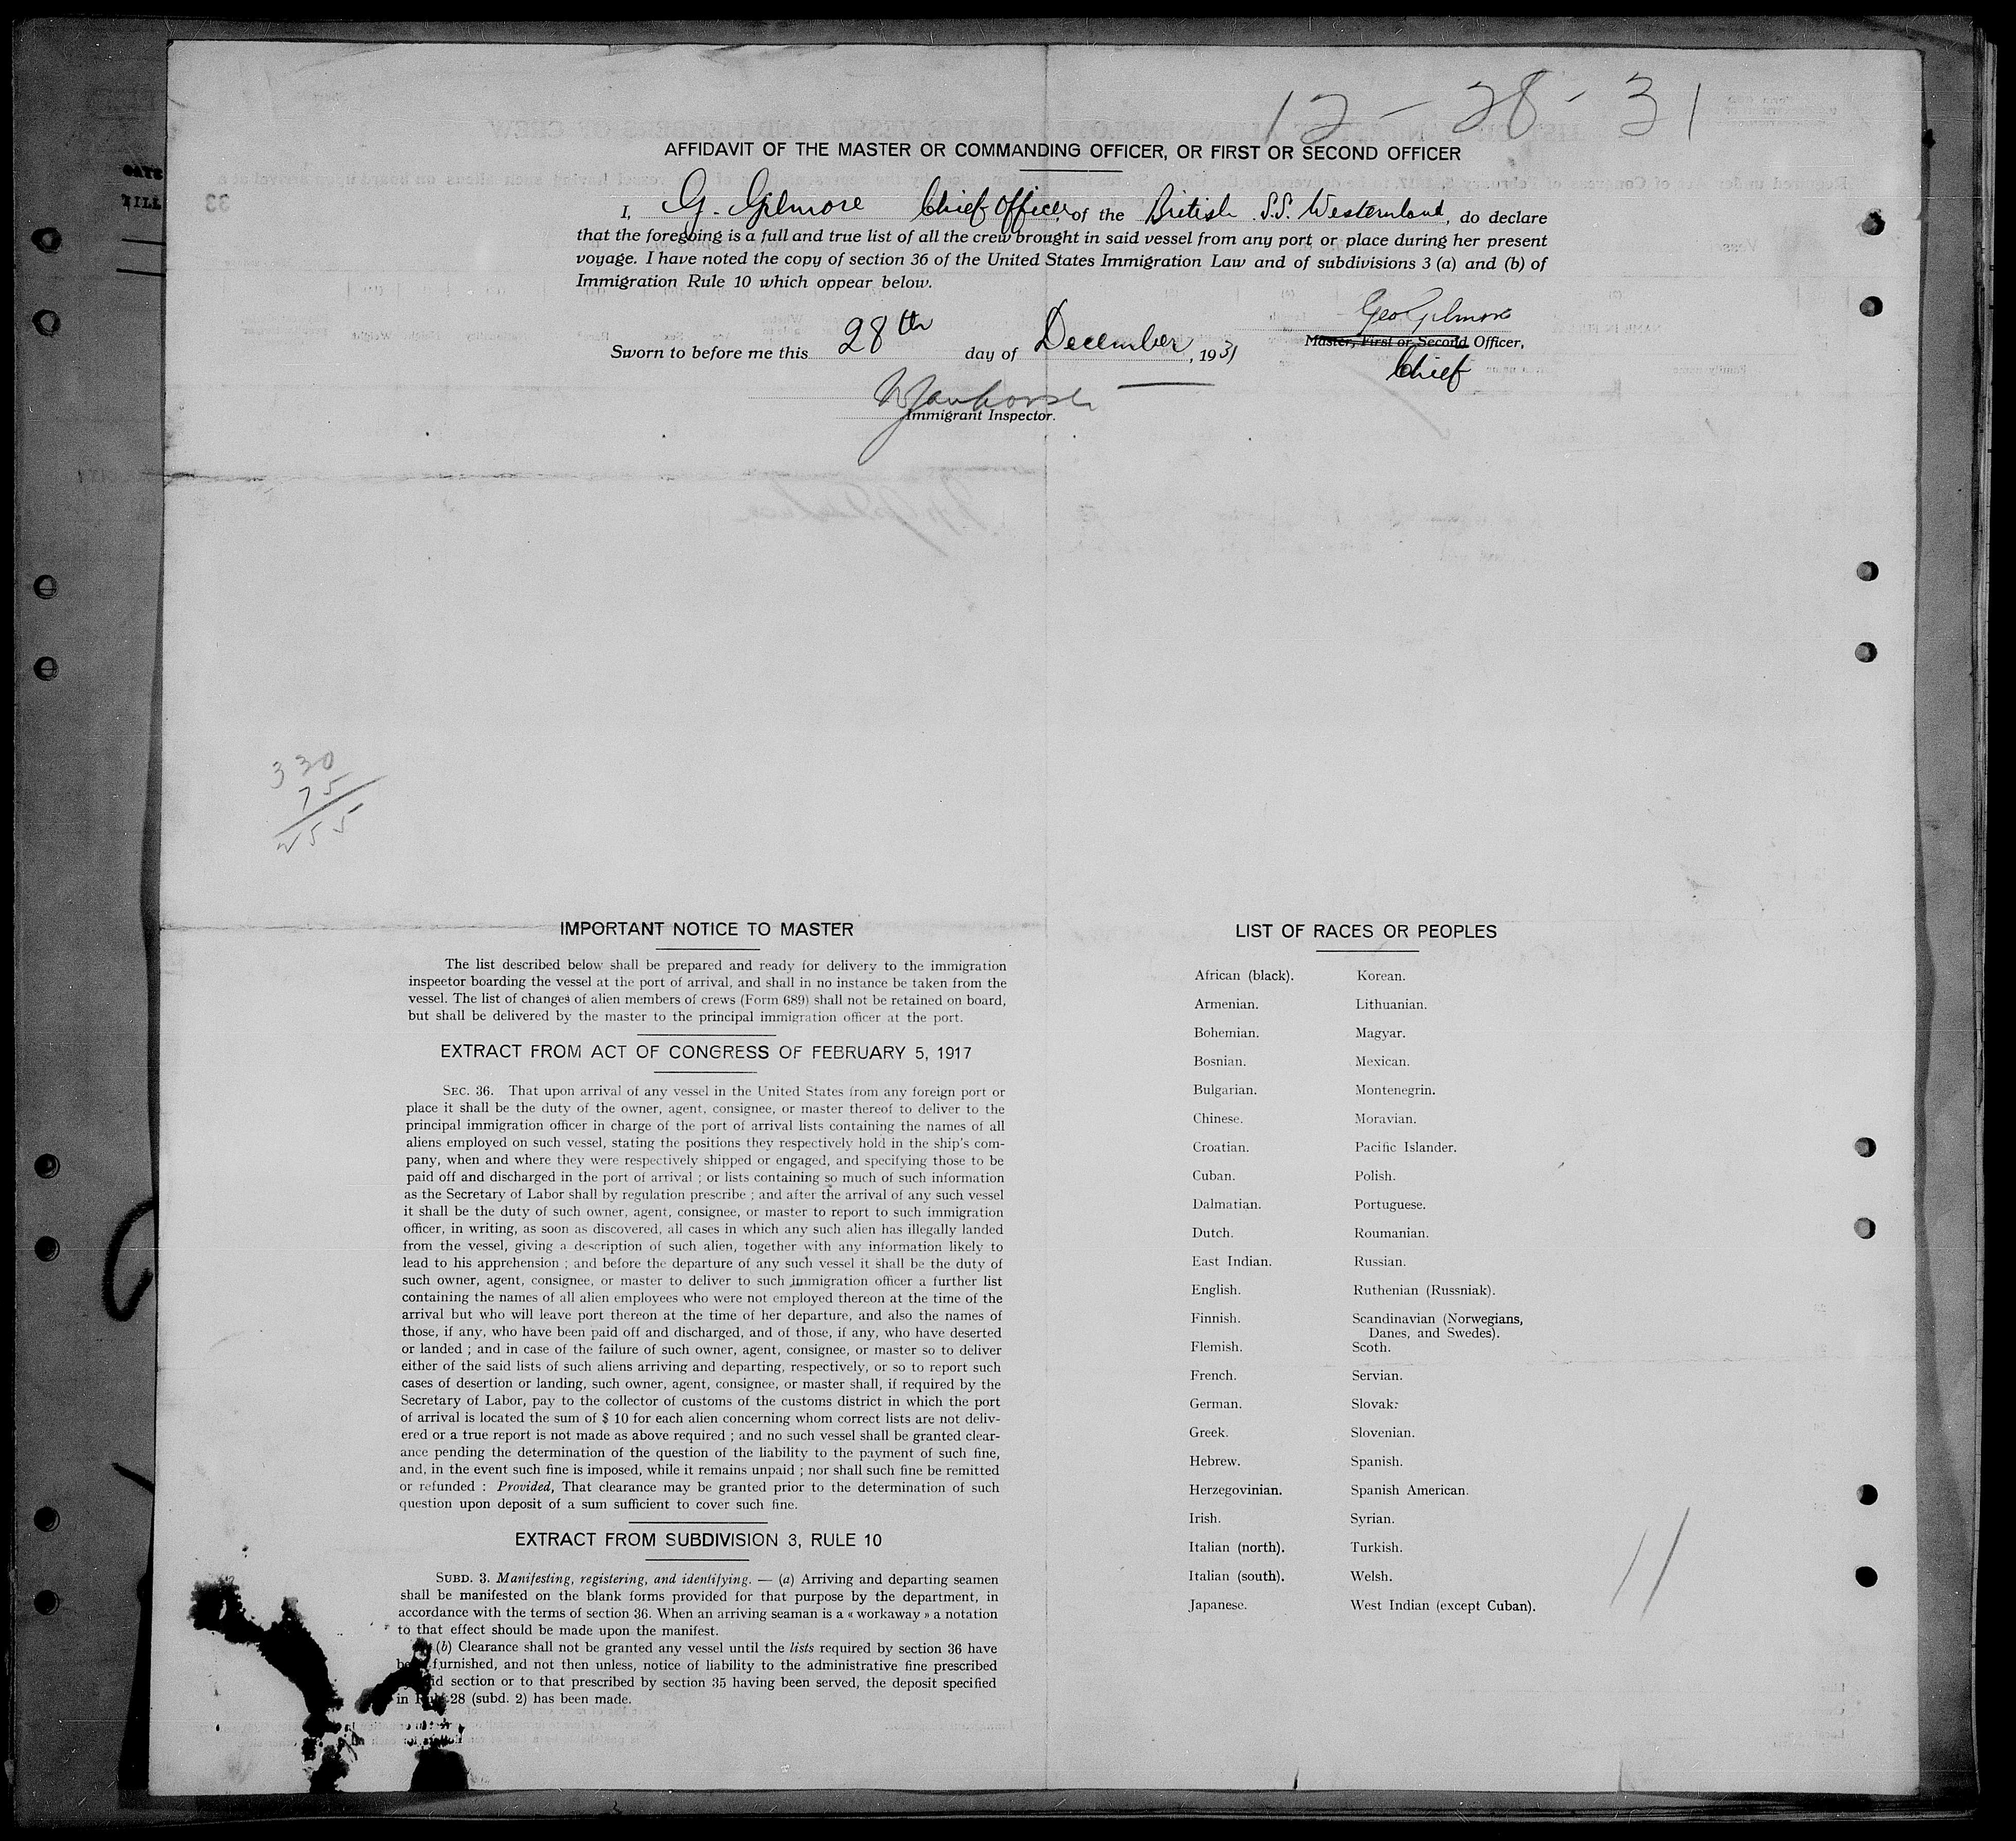 12 - 28 - 31
AFFIDAVIT OF THE MASTER OR COMMANDING OFFICER, OR FIRST OR SECOND OFFICER
I, G. Gilmore Chief Officer, of the British S.S. Westernland, do declare
that the foregoing is a full and true list of all the crew brought in said vessel from any port or place during her present
voyage. I have noted the copy of section 36 of the United States Immigration Law and of subdivisions 3 (a) and (b) of
Immigration Rule 10 which oppear below.
Geo Gilmore
Sworn to before me this 28th day of December, 1931
Master, First or Second Officer,
Chief
Immigrant Inspector.
330
75
255
IMPORTANT NOTICE TO MASTER
The list described below shall be prepared and ready for delivery to the immigration
inspeetor boarding the vessel at the port of arrival, and shall in no instance be taken from the
vessel. The list of changes of alien members of crews (Form 689) shall not be retained on board,
but shall be delivered by the master to the principal immigration officer at the port.
EXTRACT FROM ACT OF CONGRESS OF FEBRUARY 5, 1917
SEC. 36. That upon arrival of any vessel in the United States from any foreign port or
place it shall be the duty of the owner, agent, consignee, or master thereof to deliver to the
principal immigration officer in charge of the port of arrival lists containing the names of all
aliens employed on such vessel, stating the positions they respectively hold in the ship's com-
pany, when and where they were respectively shipped or engaged, and specifying those to be
paid off and discharged in the port of arrival ; or lists containing so much of such information
as the Secretary of Labor shall by regulation prescribe ; and after the arrival of any such vessel
it shall be the duty of such owner, agent, consignee, or master to report to such immigration
officer, in writing, as soon as discovered, all cases in which any such alien has illegally landed
from the vessel, giving a description of such alien, together with any information likely to
lead to his apprehension ; and before the departure of any such vessel it shall be the duty of
such owner, agent, consignee, or master to deliver to such immigration officer a further list
containing the names of all alien employees who were not employed thereon at the time of the
arrival but who will leave port thereon at the time of her departure, and also the names of
those, if any, who have been paid off and discharged, and of those, if any, who have deserted
or landed ; and in case of the failure of such owner, agent, consignee, or master so to deliver
either of the said lists of such aliens arriving and departing, respectively, or so to report such
cases of desertion or landing, such owner, agent, consignee, or master shall, if required by the
Secretary of Labor, pay to the collector of customs of the customs district in which the port
of arrival is located the sum of $ 10 for each alien concerning whom correct lists are not deliv-
ered or a true report is not made as above required ; and no such vessel shall be granted clear-
ance pending the determination of the question of the liability to the payment of such fine,
and, in the event such fine is imposed, while it remains unpaid ; nor shall such fine be remitted
or refunded : Provided, That clearance may be granted prior to the determination of such
question upon deposit of a sum sufficient to cover such fine.
EXTRACT FROM SUBDIVISION 3, RULE 10
SUBD. 3. Manifesting, registering, and identifying. — (a) Arriving and departing seamen
shall be manifested on the blank forms provided for that purpose by the department, in
accordance with the terms of section 36. When an arriving seaman is a « workaway » a notation
to that effect should be made upon the manifest.
(b) Clearance shall not be granted any vessel until the lists required by section 36 have
furnished, and not then unless, notice of liability to the administrative fine prescribed
section or to that prescribed by section 35 having been served, the deposit specified
in 28 (subd. 2) has been made.
LIST OF RACES OR PEOPLES
African (black). Korean.
Armenian. Lithuanian.
Bohemian. Magyar.
Bosnian. Mexican.
Bulgarian. Montenegrin.
Chinese. Moravian.
Croatian. Pacific Islander.
Cuban. Polish.
Dalmatian. Portuguese.
Dutch. Roumanian.
East Indian. Russian.
English. Ruthenian (Russniak).
Finnish. Scandinavian (Norwegians,
Danes, and Swedes).
Flemish. Scoth.
French. Servian.
German. Slovak.
Greek. Slovenian.
Hebrew. Spanish.
Herzegovinian. Spanish American.
Irish. Syrian.
Italian (north). Turkish.
Italian (south). Welsh.
Japanese. West Indian (except Cuban).
11